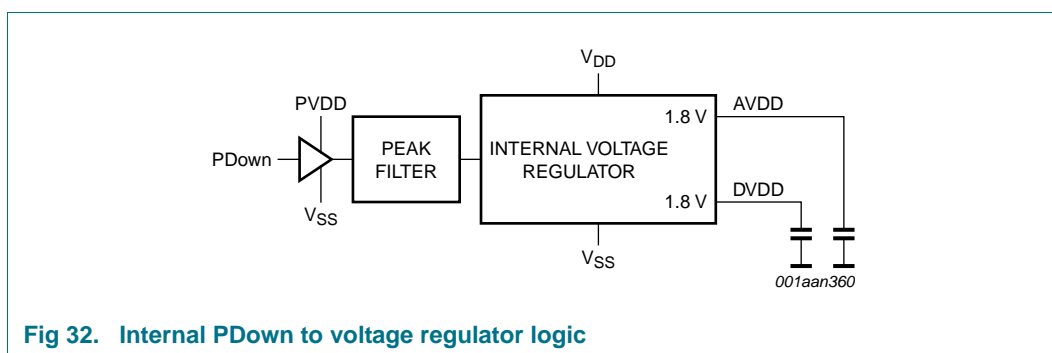 VDD
PVDD
1.8 V
AVDD
PDown
PEAK
FILTER
INTERNAL VOLTAGE
REGULATOR
VSS
1.8 V
DVDD
VSS
001aan360
Fig 32. Internal PDown to voltage regulator logic